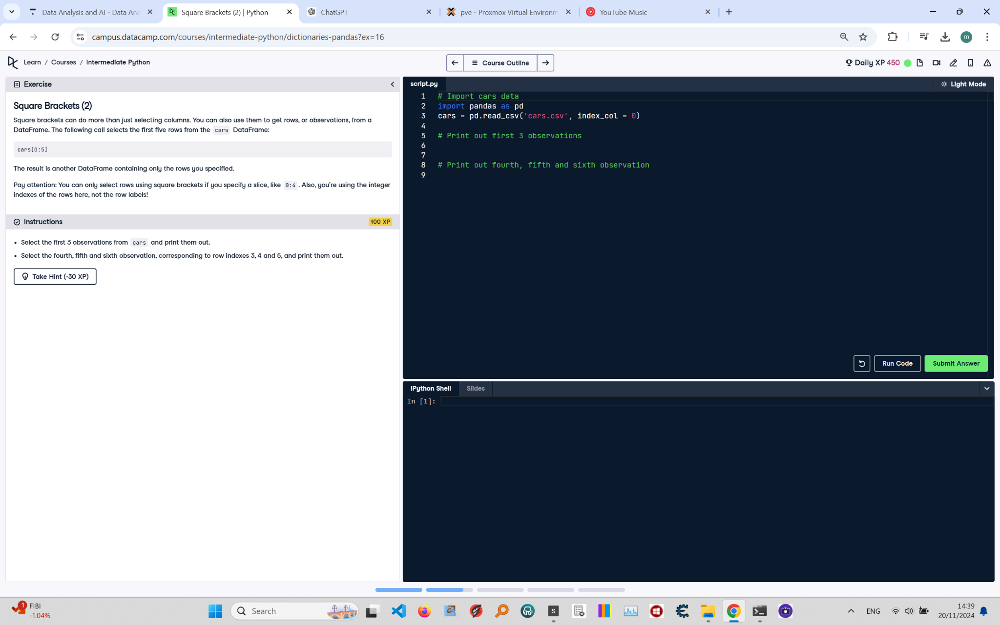 Data Analysis and AI - Data Ana
Square Brackets (2) | Python
ChatGPT
pve - Proxmox Virtual Environm
YouTube Music
campus.datacamp.com/courses/intermediate-python/dictionaries-pandas?ex=16
m
Learn / Courses / Intermediate Python
Course Outline
Daily XP 450
Exercise
Square Brackets (2)
Square brackets can do more than just selecting columns. You can also use them to get rows, or observations, from a
DataFrame. The following call selects the first five rows from the cars DataFrame:
cars[0:5]
The result is another DataFrame containing only the rows you specified.
Pay attention: You can only select rows using square brackets if you specify a slice, like 0:4 . Also, you're using the integer
indexes of the rows here, not the row labels!
Instructions
100 XP
• Select the first 3 observations from cars and print them out.
• Select the fourth, fifth and sixth observation, corresponding to row indexes 3, 4 and 5, and print them out.
Take Hint (-30 XP)
script.py
Light Mode
1 # Import cars data
2 import pandas as pd
3 cars = pd.read_csv('cars.csv', index_col = 0)
4
5 # Print out first 3 observations
6
7
8 # Print out fourth, fifth and sixth observation
9
Run Code
Submit Answer
IPython Shell
Slides
In [1]:
1
FIBI
-1.04%
Search
S
ENG
14:39
20/11/2024